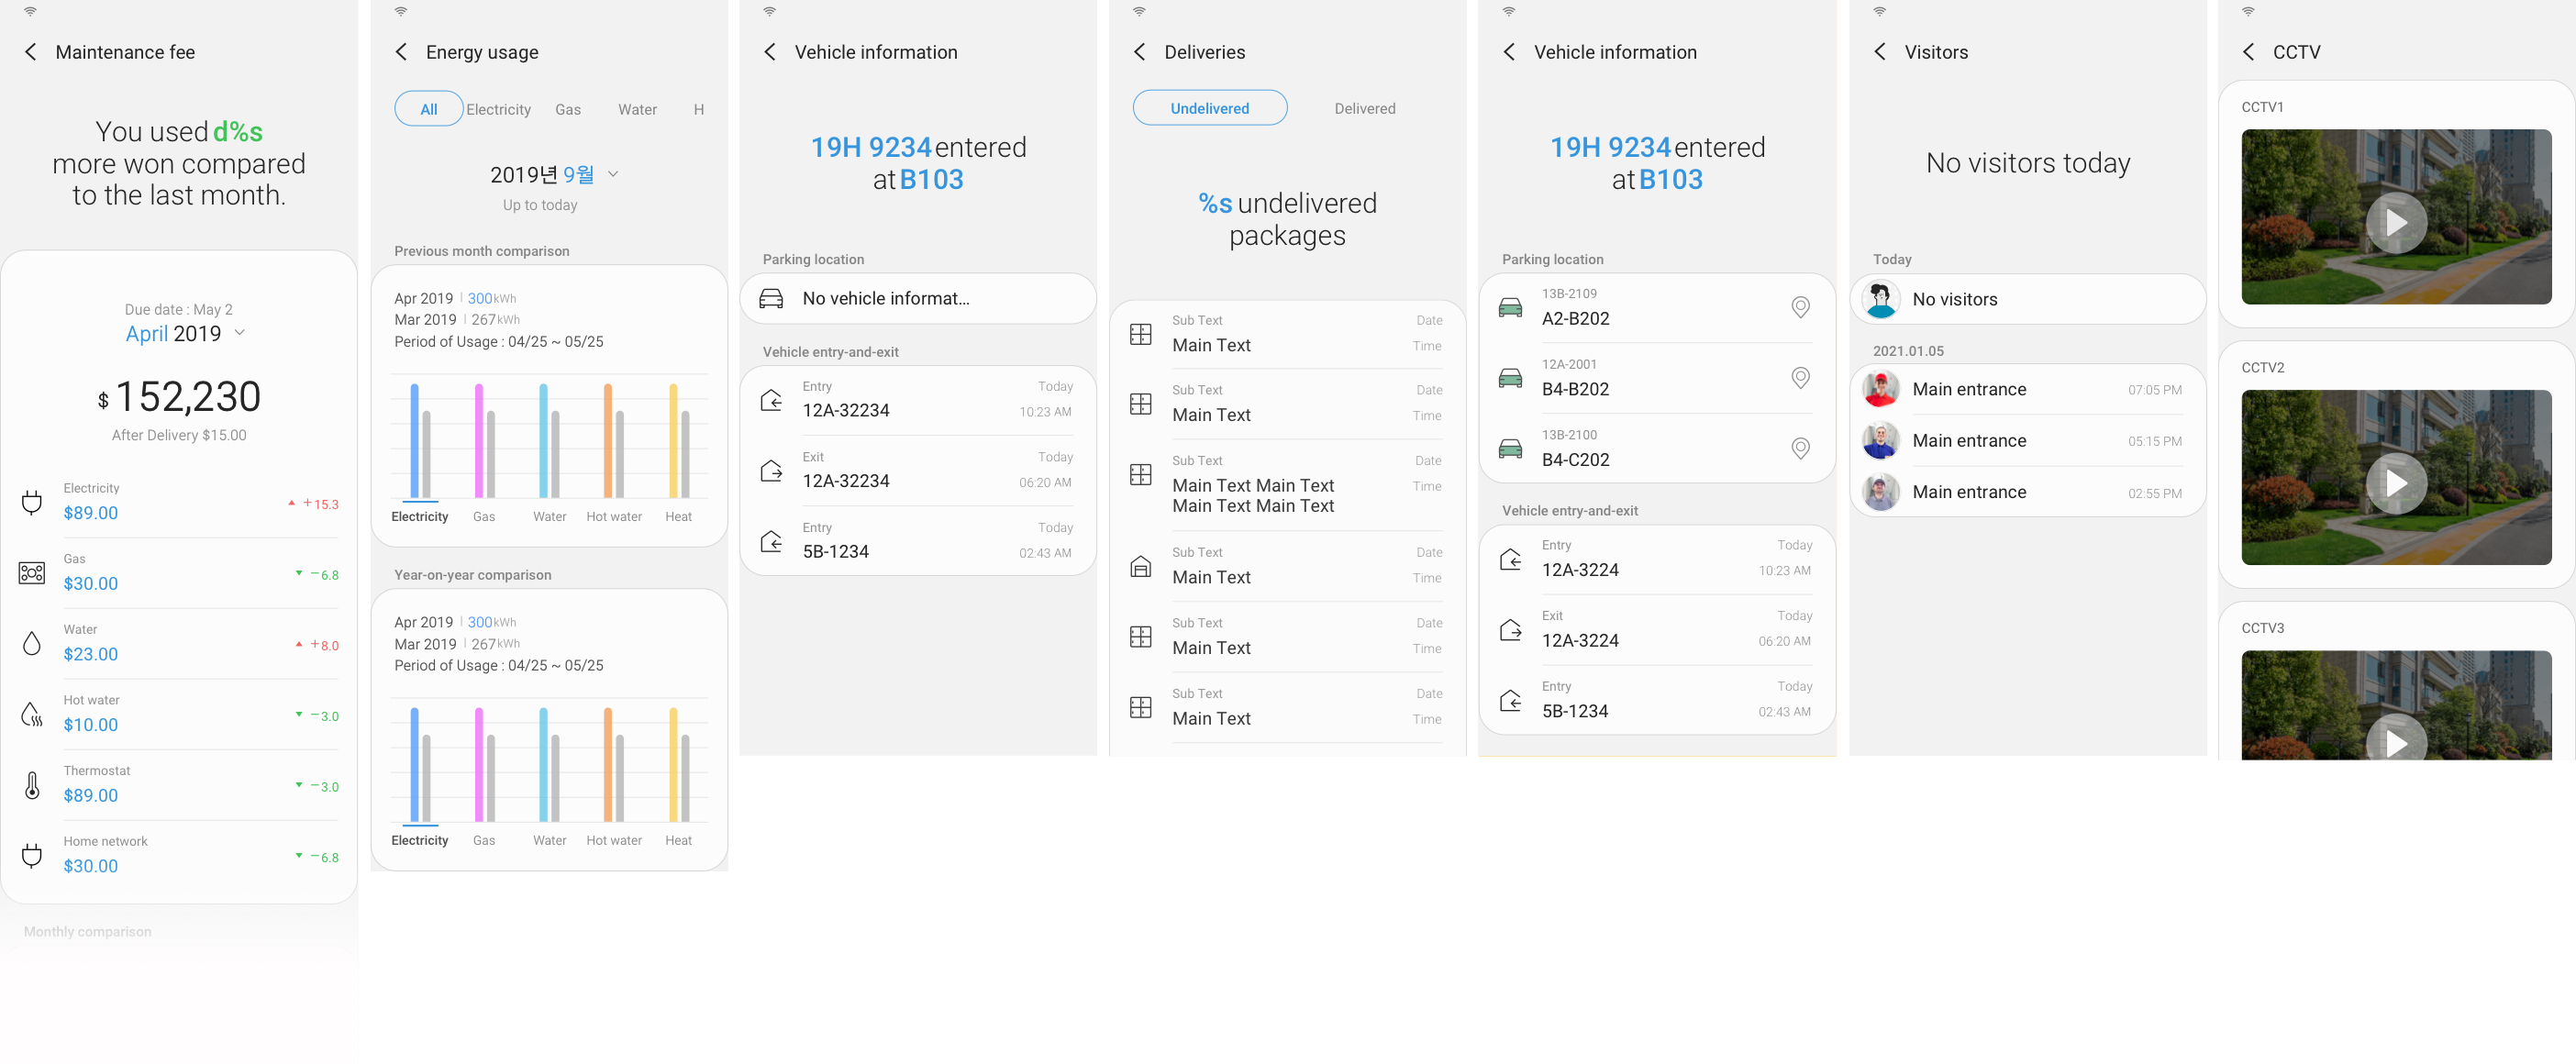 Maintenance fee
You used d%s
more won compared
to the last month.
Due date : May 2
April 2019
$ 152,230
After Delivery $15.00
Electricity
$89.00
+15.3
Gas
$30.00
−6.8
Water
$23.00
+8.0
Hot water
$10.00
−3.0
Thermostat
$89.00
−3.0
Home network
$30.00
−6.8
Monthly comparison
Energy usage
All Electricity Gas Water H
2019년 9월
Up to today
Previous month comparison
Apr 2019 300kWh
Mar 2019 267kWh
Period of Usage : 04/25 ~ 05/25
Electricity Gas Water Hot water Heat
Year-on-year comparison
Apr 2019 300kWh
Mar 2019 267kWh
Period of Usage : 04/25 ~ 05/25
Electricity Gas Water Hot water Heat
Vehicle information
19H 9234 entered
at B103
Parking location
No vehicle informat...
Vehicle entry-and-exit
Entry Today
12A-32234 10:23 AM
Exit Today
12A-32234 06:20 AM
Entry Today
5B-1234 02:43 AM
Deliveries
Undelivered Delivered
%s undelivered
packages
Sub Text Date
Main Text Time
Sub Text Date
Main Text Time
Sub Text Date
Main Text Main Text Time
Main Text Main Text
Sub Text Date
Main Text Time
Sub Text Date
Main Text Time
Sub Text Date
Main Text Time
Vehicle information
19H 9234 entered
at B103
Parking location
13B-2109
A2-B202
12A-2001
B4-B202
13B-2100
B4-C202
Vehicle entry-and-exit
Entry Today
12A-3224 10:23 AM
Exit Today
12A-3224 06:20 AM
Entry Today
5B-1234 02:43 AM
Visitors
No visitors today
Today
No visitors
2021.01.05
Main entrance 07:05 PM
Main entrance 05:15 PM
Main entrance 02:55 PM
CCTV
CCTV1
CCTV2
CCTV3